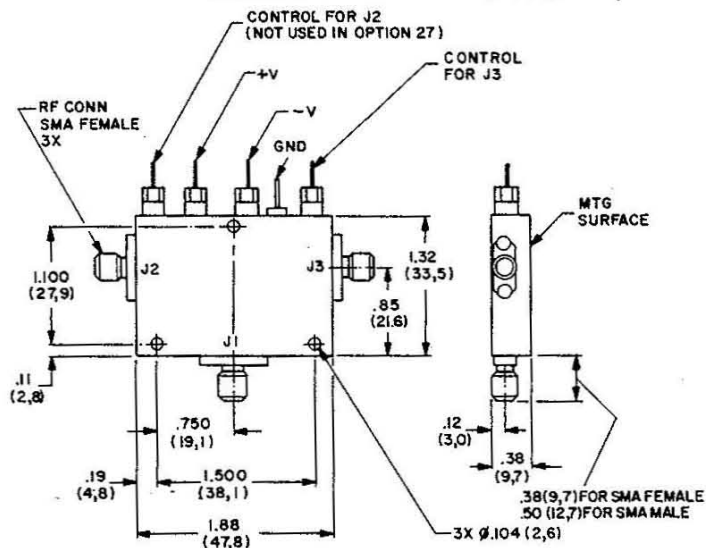 CONTROL FOR J2
(NOT USED IN OPTION 27)
CONTROL
FOR J3
+V
-V
GND
RF CONN
SMA FEMALE
3X
MTG
SURFACE
J2
J3
J1
1.100
(27,9)
1.32
(33,5)
.85
(21.6)
.11
(2,8)
.750
(19,1)
.12
(3,0)
.38
(9,7)
.19
(4,8)
1.500
(38,1)
.38(9,7)FOR SMA FEMALE
.50 (12,7)FOR SMA MALE
1.88
(47.8)
3X Ø.104 (2,6)